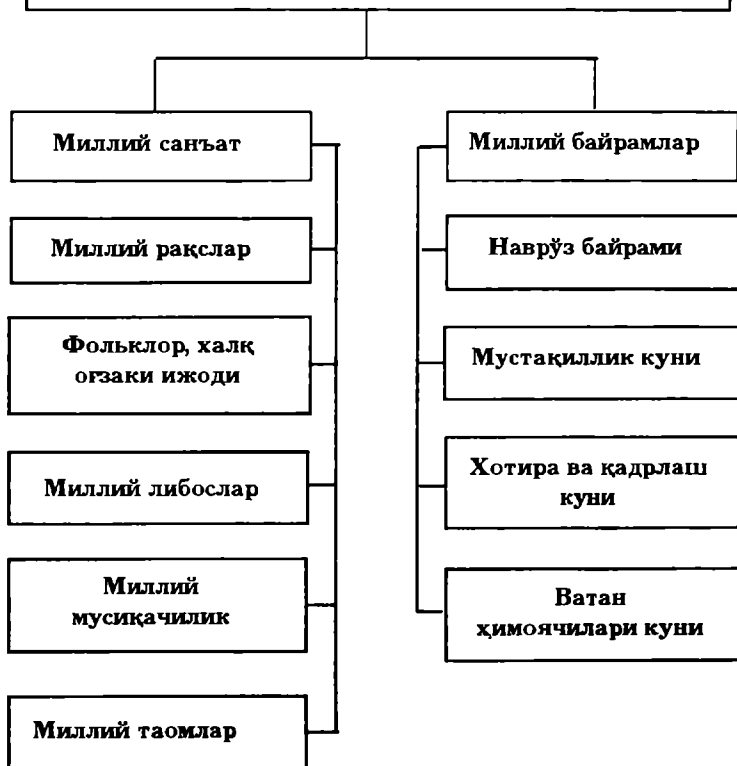 Миллий санъат
Миллий рақслар
Фольклор, халқ
оғзаки ижоди
Миллий либослар
Миллий
мусиқачилик
Миллий таомлар
Миллий байрамлар
Наврўз байрами
Мустақиллик куни
Хотира ва қадрлаш
куни
Ватан
ҳимоячилари куни